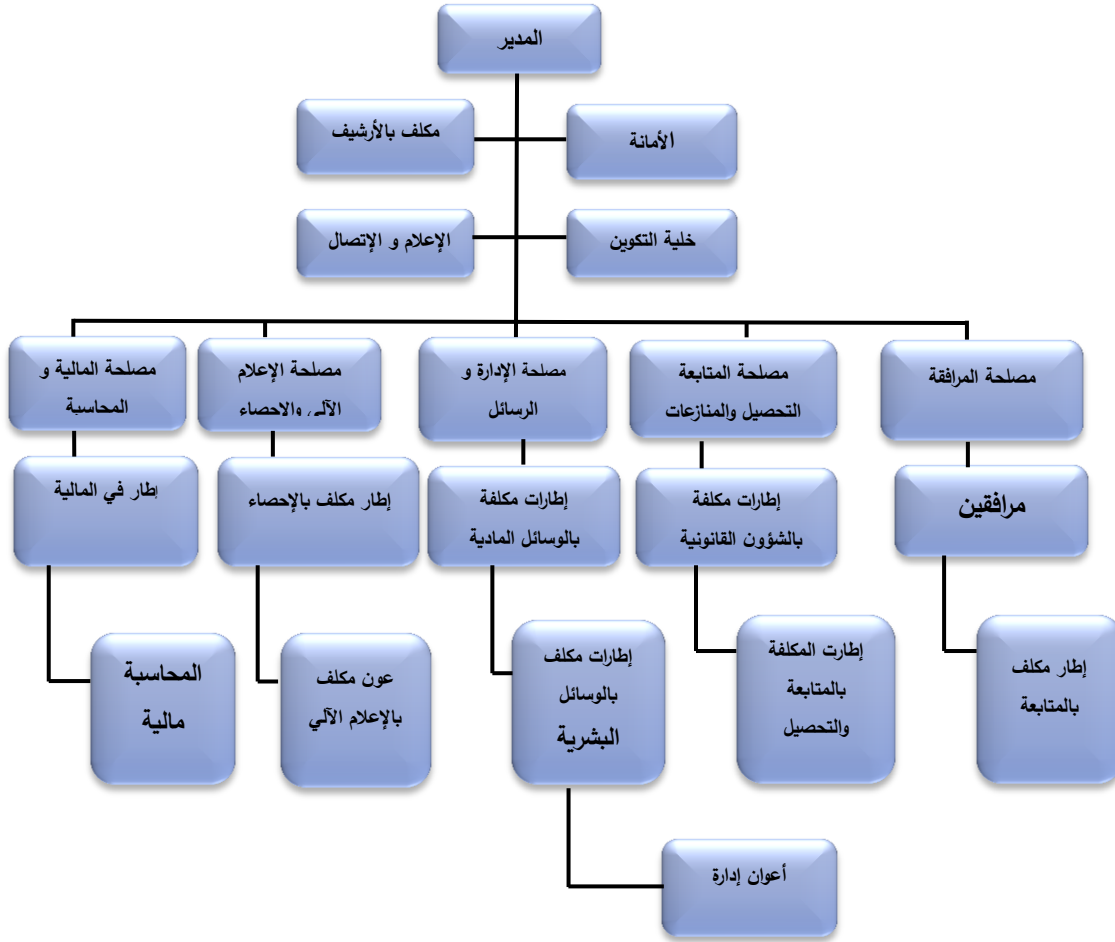 المدير
الأمانة
مكلف بالأرشيف
خلية التكوين
الإعلام و الإتصال
مصلحة المرافقة
مصلحة المتابعة
التحصيل والمنازعات
مصلحة الإدارة و
الرسائل
مصلحة الإعلام
الآلي والاحصاء
مصلحة المالية و
المحاسبة
مرافقين
إطارات مكلفة
بالشؤون القانونية
إطارات مكلفة
بالوسائل المادية
إطار مكلف بالإحصاء
إطار في المالية
إطار مكلف
بالمتابعة
إطارت المكلفة
بالمتابعة
والتحصيل
إطارات مكلف
بالوسائل
البشرية
عون مكلف
بالإعلام الآلي
المحاسبة
مالية
أعوان إدارة